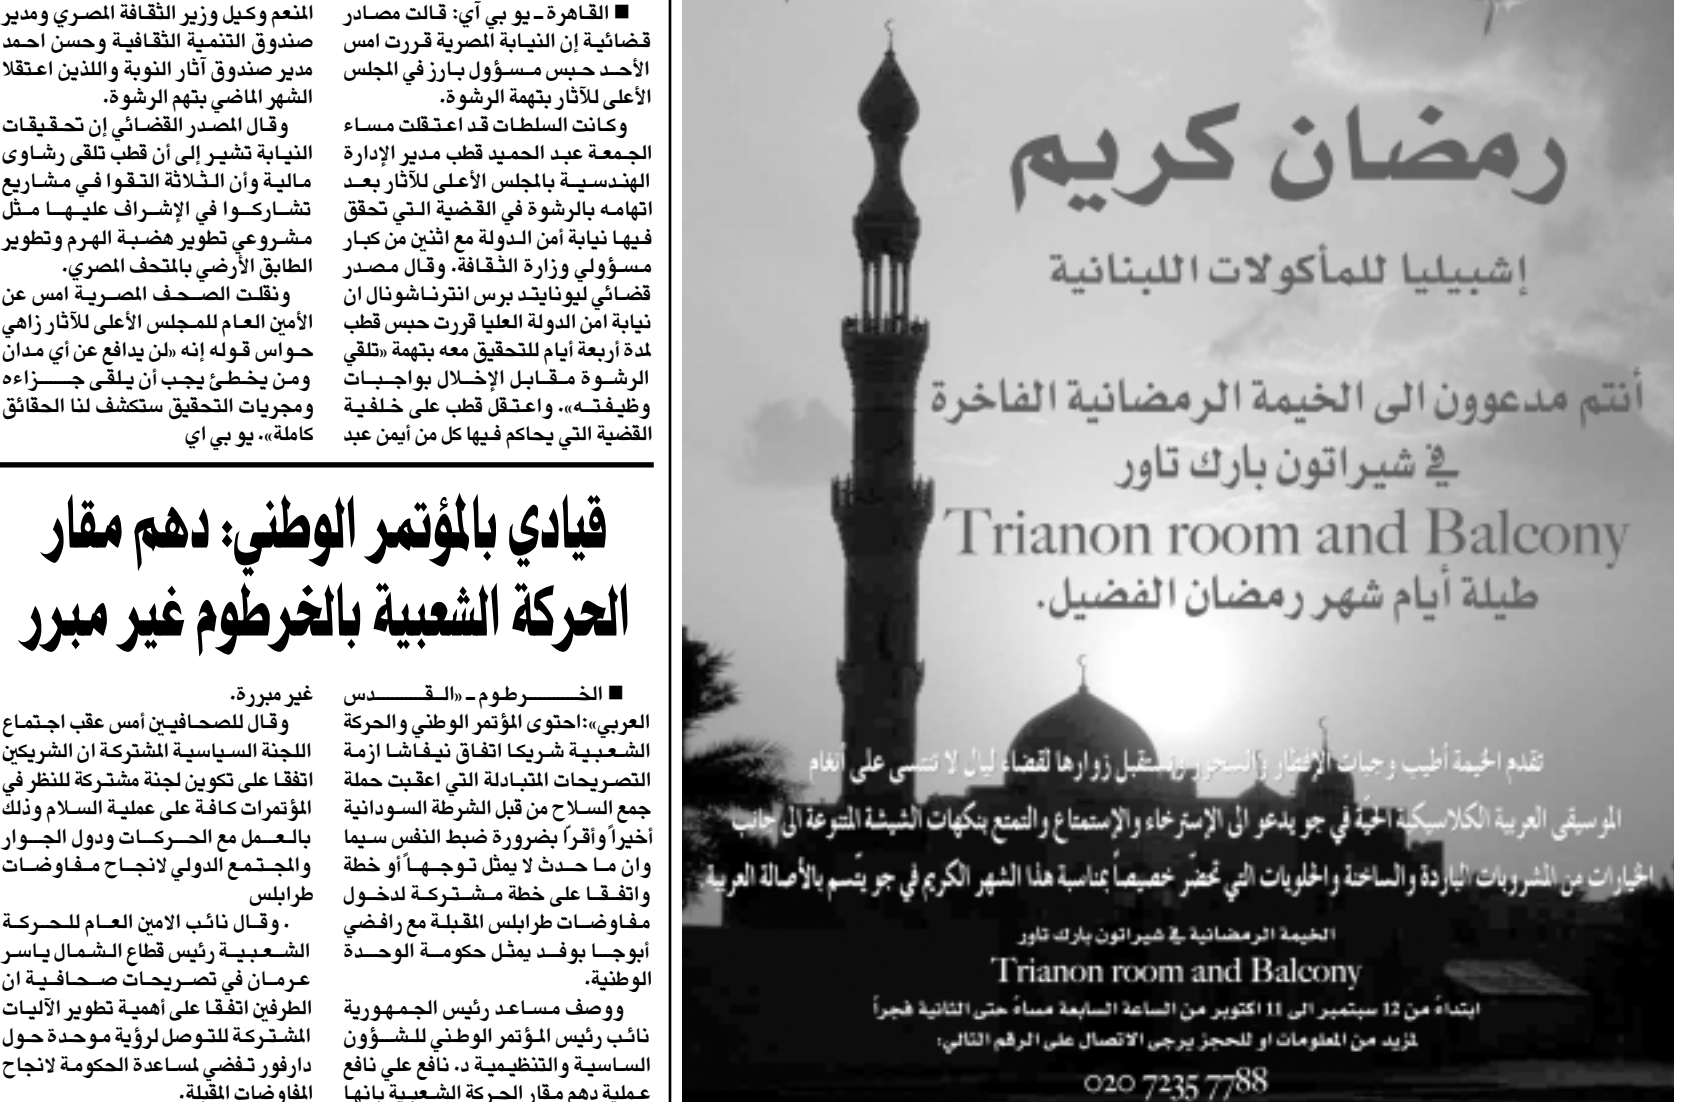 ■ القاهرة ـ يو بي آي: قالت مصادر
قضائية إن النيابة المصرية قررت امس
الأحد حبس مسؤول بارز في المجلس
الأعلى للآثار بتهمة الرشوة.
وكانت السلطات قد اعتقلت مساء
الجمعة عبد الحميد قطب مدير الإدارة
الهندسية بالمجلس الأعلى للآثار بعد
اتهامه بالرشوة في القضية التي تحقق
فيها نيابة أمن الدولة مع اثنين من كبار
مسؤولي وزارة الثقافة. وقال مصدر
قضائي ليونايتد برس انترناشونال ان
نيابة امن الدولة العليا قررت حبس قطب
لمدة أربعة أيام للتحقيق معه بتهمة «تلقي
الرشوة مقابل الإخلال بواجبات
وظيفته». واعتقل قطب على خلفية
القضية التي يحاكم فيها كل من أيمن عبد
المنعم وكيل وزير الثقافة المصري ومدير
صندوق التنمية الثقافية وحسن احمد
مدير صندوق آثار النوبة واللذين اعتقلا
الشهر الماضي بتهم الرشوة.
وقال المصدر القضائي إن تحقيقات
النيابة تشير إلى أن قطب تلقى رشاوى
مالية وأن الثلاثة التقوا في مشاريع
تشاركوا في الإشراف عليها مثل
مشروعي تطوير هضبة الهرم وتطوير
الطابق الأرضي بالمتحف المصري.
ونقلت الصحف المصرية امس عن
الأمين العام للمجلس الأعلى للآثار زاهي
حواس قوله إنه «لن يدافع عن أي مدان
ومن يخطئ يجب أن يلقى جزاءه
ومجريات التحقيق ستكشف لنا الحقائق
كاملة». يو بي اي
قيادي بالمؤتمر الوطني: دهم مقار
الحركة الشعبية بالخرطوم غير مبرر
■ الخرطوم ـ «القدس
العربي»:احتوى المؤتمر الوطني والحركة
الشعبية شريكا اتفاق نيفاشا ازمة
التصريحات المتبادلة التي اعقبت حملة
جمع السلاح من قبل الشرطة السودانية
أخيراً وأقراّ بضرورة ضبط النفس سيما
وان ما حدث لا يمثل توجهاً أو خطة
واتفقا على خطة مشتركة لدخول
مفاوضات طرابلس المقبلة مع رافضي
أبوجا بوفد يمثل حكومة الوحدة
الوطنية.
ووصف مساعد رئيس الجمهورية
نائب رئيس المؤتمر الوطني للشؤون
الساسية والتنظيمية د. نافع علي نافع
عملية دهم مقار الحركة الشعبية بانها
غير مبررة.
وقال للصحافيين أمس عقب اجتماع
اللجنة السياسية المشتركة ان الشريكين
اتفقا على تكوين لجنة مشتركة للنظر في
المؤتمرات كافة على عملية السلام وذلك
بالعمل مع الحركات ودول الجوار
والمجتمع الدولي لانجاح مفاوضات
طرابلس
. وقال نائب الامين العام للحركة
الشعبية رئيس قطاع الشمال ياسر
عرمان في تصريحات صحافية ان
الطرفين اتفقا على أهمية تطوير الآليات
المشتركة للتوصل لرؤية موحدة حول
دارفور تفضي لمساعدة الحكومة لانجاح
المفاوضات المقبلة.
رمضان كريم
إشبيليا للمأكولات اللبنانية
أنتم مدعوون الى الخيمة الرمضانية الفاخرة
في شيراتون بارك تاور
Trianon room and Balcony
طيلة أيام شهر رمضان الفضيل.
تقدم الخيمة أطيب وجبات الإفطار والسحور وتستقبل زوارها لقضاء ليال لا تنسى على أنغام
الموسيقى العربية الكلاسيكية الحيّة في جو يدعو الى الإسترخاء والإستمتاع و التمتع بنكهات الشيشة المتنوعة الى جانب
الخيارات من المشروبات الباردة والساخنة والحلويات التي تحضّر خصيصاً بمناسبة هذا الشهر الكريم في جو يتّسم بالأصالة العربية.
الخيمة الرمضانية في شيراتون بارك تاور
Trianon room and Balcony
ابتداءً من 12 سبتمبر الى 11 اكتوبر من الساعة السابعة مساءً حتى الثانية فجراً
لمزيد من المعلومات او للحجز يرجى الاتصال على الرقم التالي:
020 7235 7788